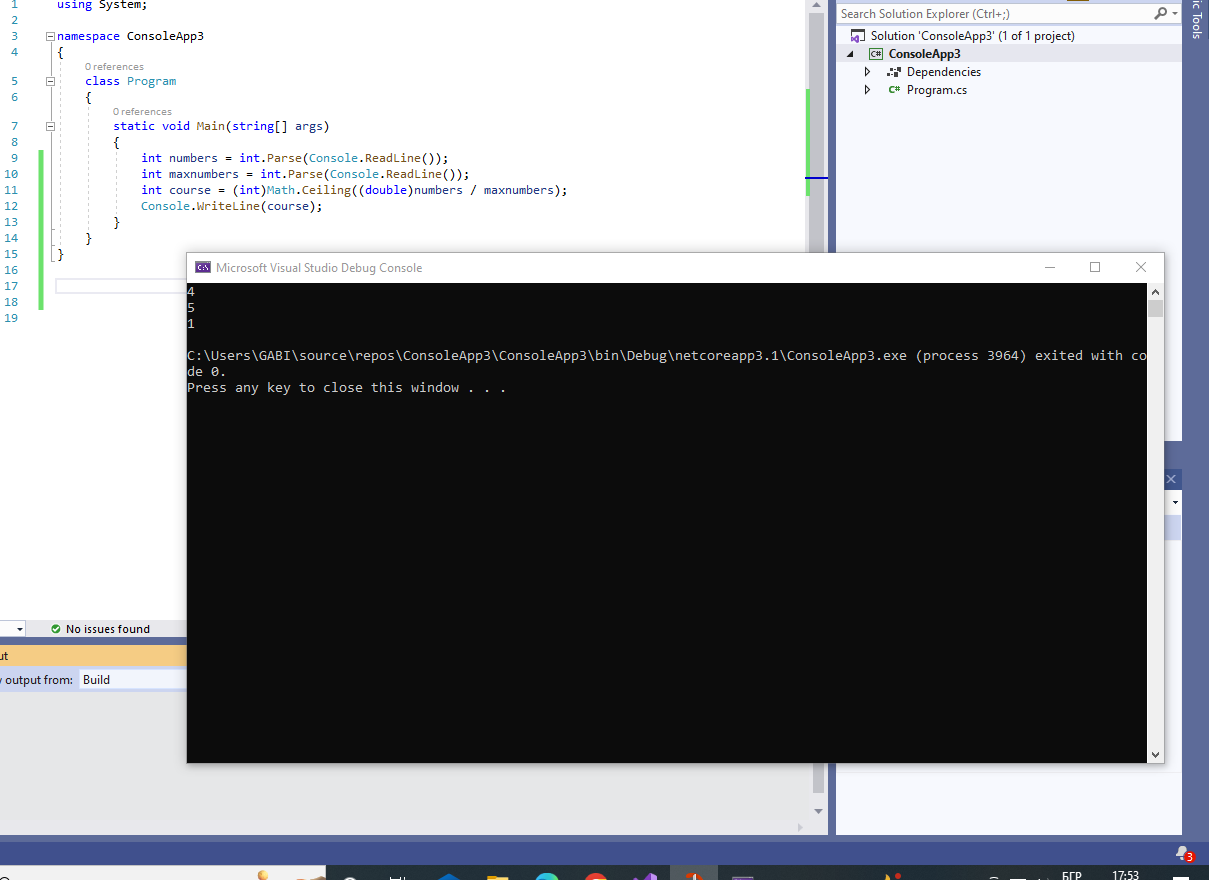 1 using System;
2
3 namespace ConsoleApp3
4 {
0 references
5 class Program
6 {
0 references
7 static void Main(string[] args)
8 {
9 int numbers = int.Parse(Console.ReadLine());
10 int maxnumbers = int.Parse(Console.ReadLine());
11 int course = (int)Math.Ceiling((double)numbers / maxnumbers);
12 Console.WriteLine(course);
13 }
14 }
15 }
16
17
18
19
Search Solution Explorer (Ctrl+;)
Solution 'ConsoleApp3' (1 of 1 project)
C# ConsoleApp3
Dependencies
C# Program.cs
ic Tools
C:\ Microsoft Visual Studio Debug Console
4
5
1
C:\Users\GABI\source\repos\ConsoleApp3\ConsoleApp3\bin\Debug\netcoreapp3.1\ConsoleApp3.exe (process 3964) exited with co
de 0.
Press any key to close this window . . .
No issues found
ut
output from: Build
3
БГР
17:53